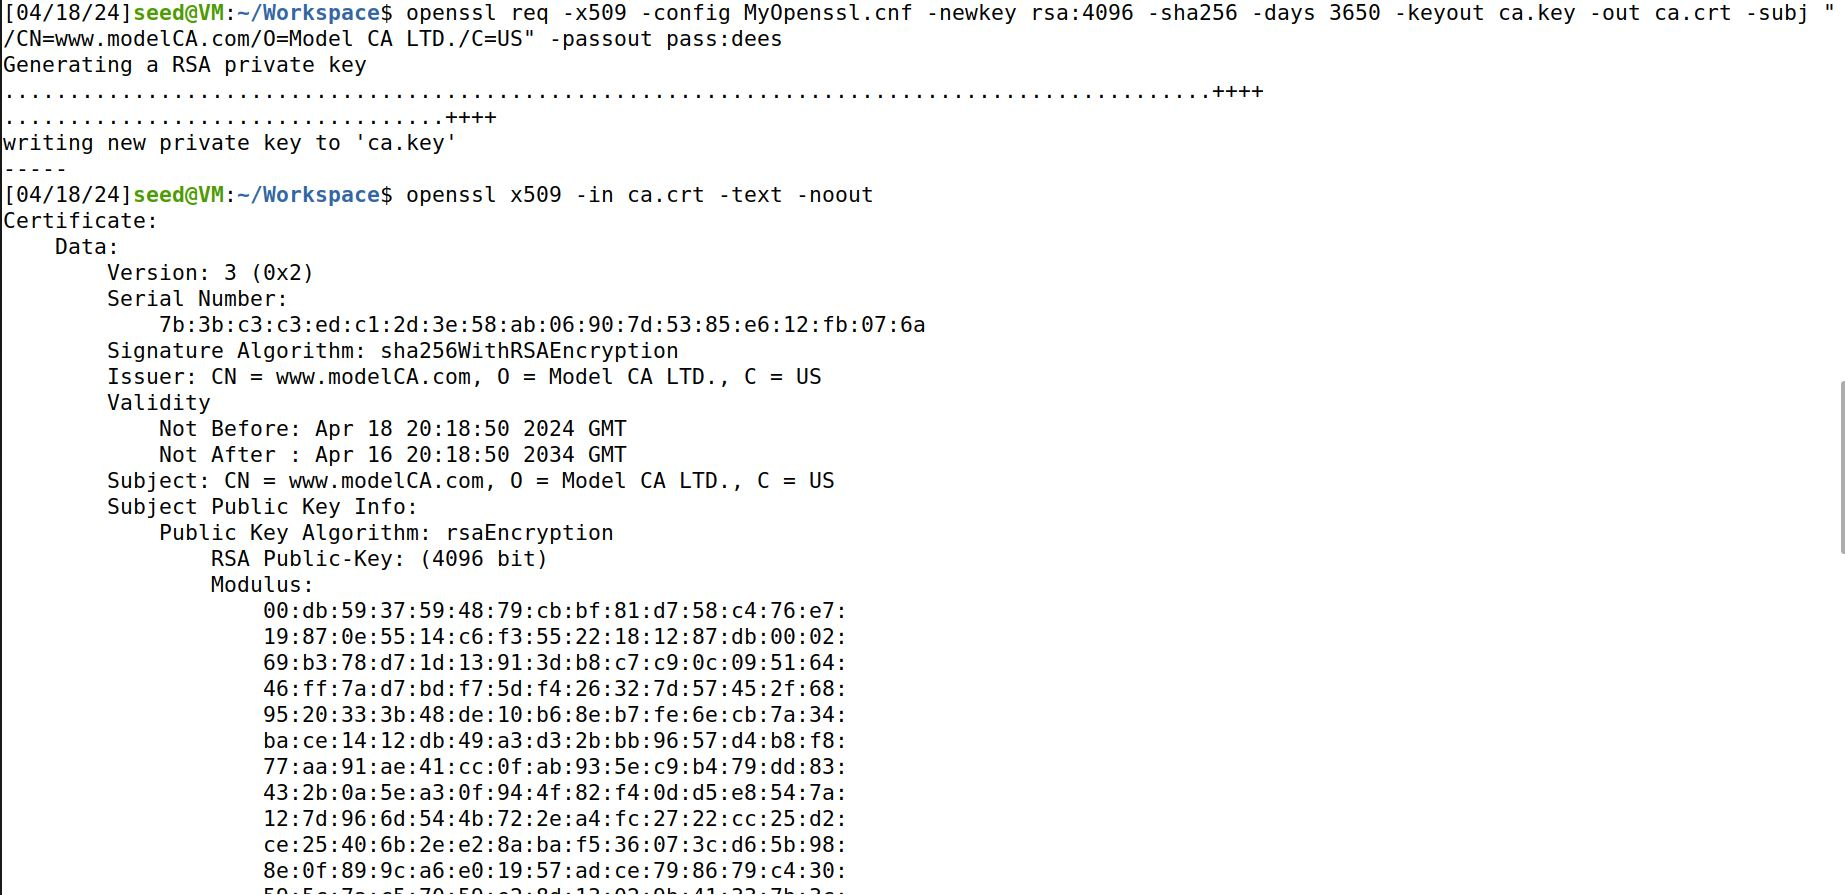 [04/18/24]seed@VM:~/Workspace$ openssl req -x509 -config MyOpenssl.cnf -newkey rsa:4096 -sha256 -days 3650 -keyout ca.key -out ca.crt -subj "
/CN=www.modelCA.com/O=Model CA LTD./C=US" -passout pass:dees
Generating a RSA private key
.............................................................................................++++
..................................++++
writing new private key to 'ca.key'
-----
[04/18/24]seed@VM:~/Workspace$ openssl x509 -in ca.crt -text -noout
Certificate:
    Data:
        Version: 3 (0x2)
        Serial Number:
            7b:3b:c3:c3:ed:c1:2d:3e:58:ab:06:90:7d:53:85:e6:12:fb:07:6a
        Signature Algorithm: sha256WithRSAEncryption
        Issuer: CN = www.modelCA.com, O = Model CA LTD., C = US
        Validity
            Not Before: Apr 18 20:18:50 2024 GMT
            Not After : Apr 16 20:18:50 2034 GMT
        Subject: CN = www.modelCA.com, O = Model CA LTD., C = US
        Subject Public Key Info:
            Public Key Algorithm: rsaEncryption
                RSA Public-Key: (4096 bit)
                Modulus:
                    00:db:59:37:59:48:79:cb:bf:81:d7:58:c4:76:e7:
                    19:87:0e:55:14:c6:f3:55:22:18:12:87:db:00:02:
                    69:b3:78:d7:1d:13:91:3d:b8:c7:c9:0c:09:51:64:
                    46:ff:7a:d7:bd:f7:5d:f4:26:32:7d:57:45:2f:68:
                    95:20:33:3b:48:de:10:b6:8e:b7:fe:6e:cb:7a:34:
                    ba:ce:14:12:db:49:a3:d3:2b:bb:96:57:d4:b8:f8:
                    77:aa:91:ae:41:cc:0f:ab:93:5e:c9:b4:79:dd:83:
                    43:2b:0a:5e:a3:0f:94:4f:82:f4:0d:d5:e8:54:7a:
                    12:7d:96:6d:54:4b:72:2e:a4:fc:27:22:cc:25:d2:
                    ce:25:40:6b:2e:e2:8a:ba:f5:36:07:3c:d6:5b:98:
                    8e:0f:89:9c:a6:e0:19:57:ad:ce:79:86:79:c4:30: